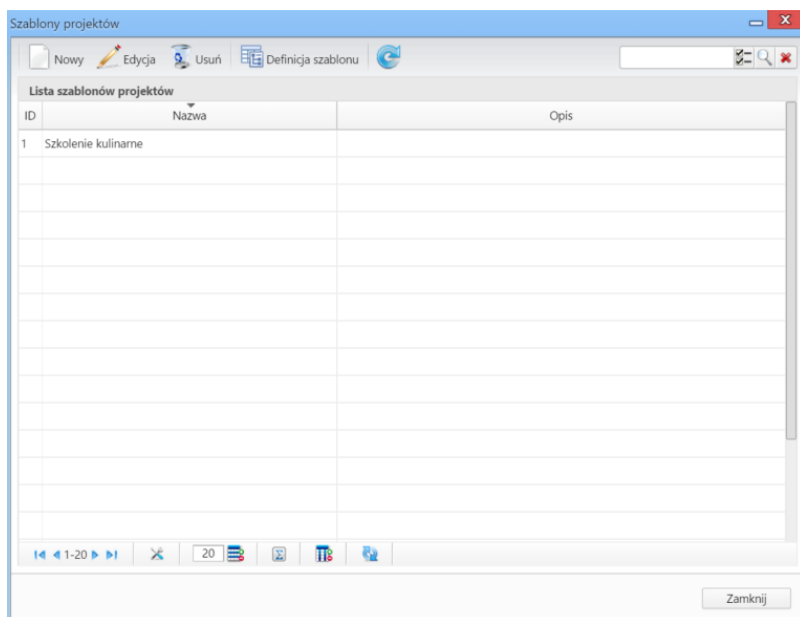 Szablony projektów
Nowy Edycja Usuń Definicja szablonu
Lista szablonów projektów
ID Nazwa Opis
1 Szkolenie kulinarne
1-20 20
Zamknij